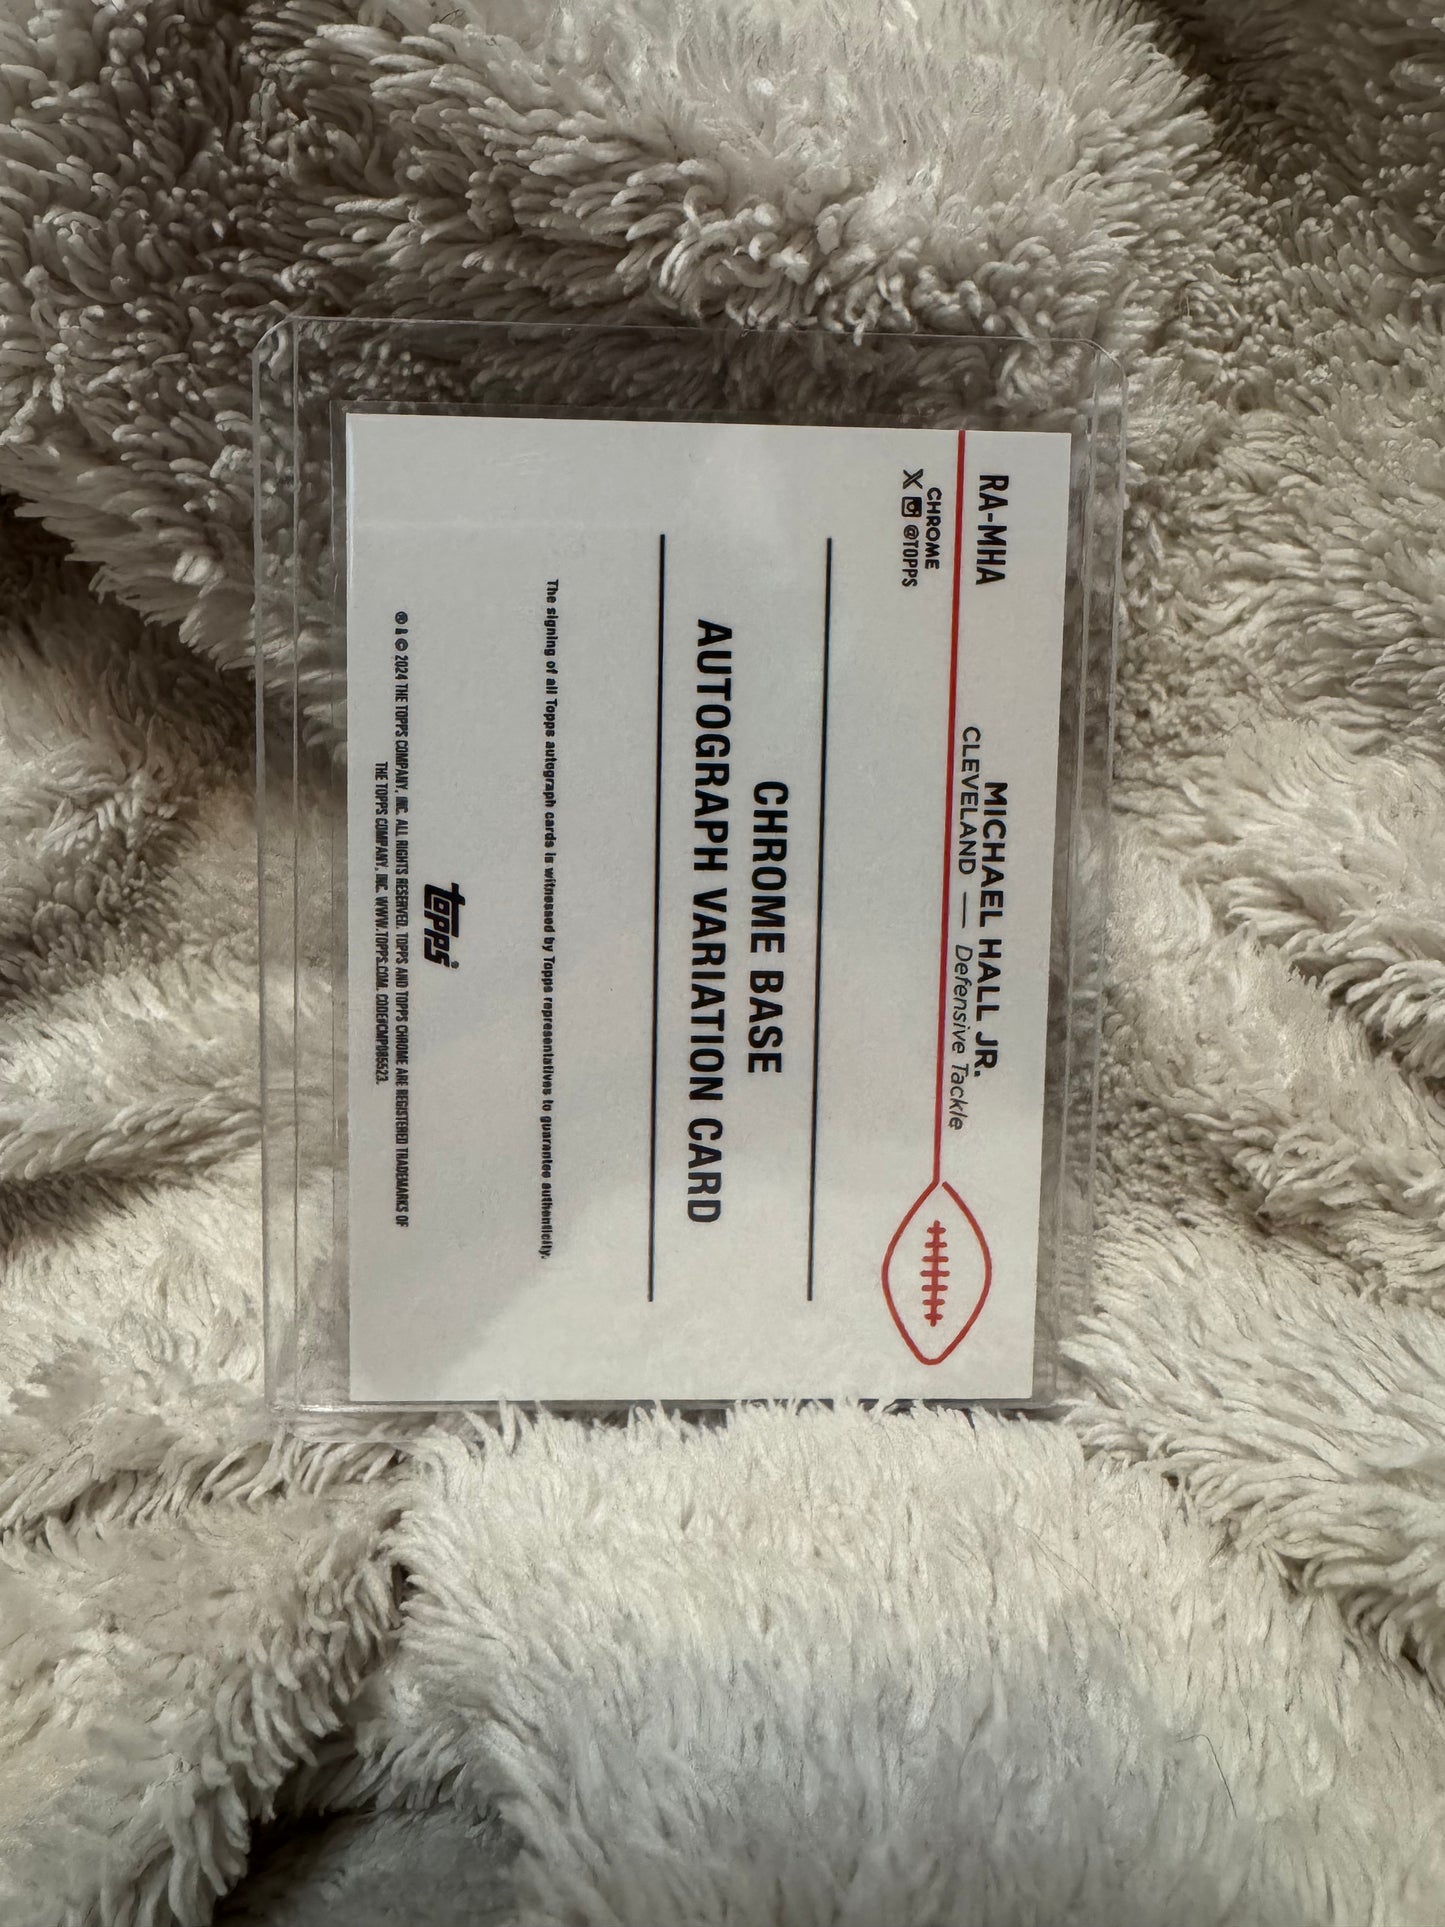 RA-MHA
MICHAEL HALL JR.
CLEVELAND — Defensive Tackle
CHROME
X @TOPPS
CHROME BASE
AUTOGRAPH VARIATION CARD
The signing of all Topps autograph cards is witnessed by Topps representatives to guarantee authenticity.
topps®
® & © 2024 THE TOPPS COMPANY, INC. ALL RIGHTS RESERVED. TOPPS AND TOPPS CHROME ARE REGISTERED TRADEMARKS OF
THE TOPPS COMPANY, INC. WWW.TOPPS.COM. CODE#CMP085523.